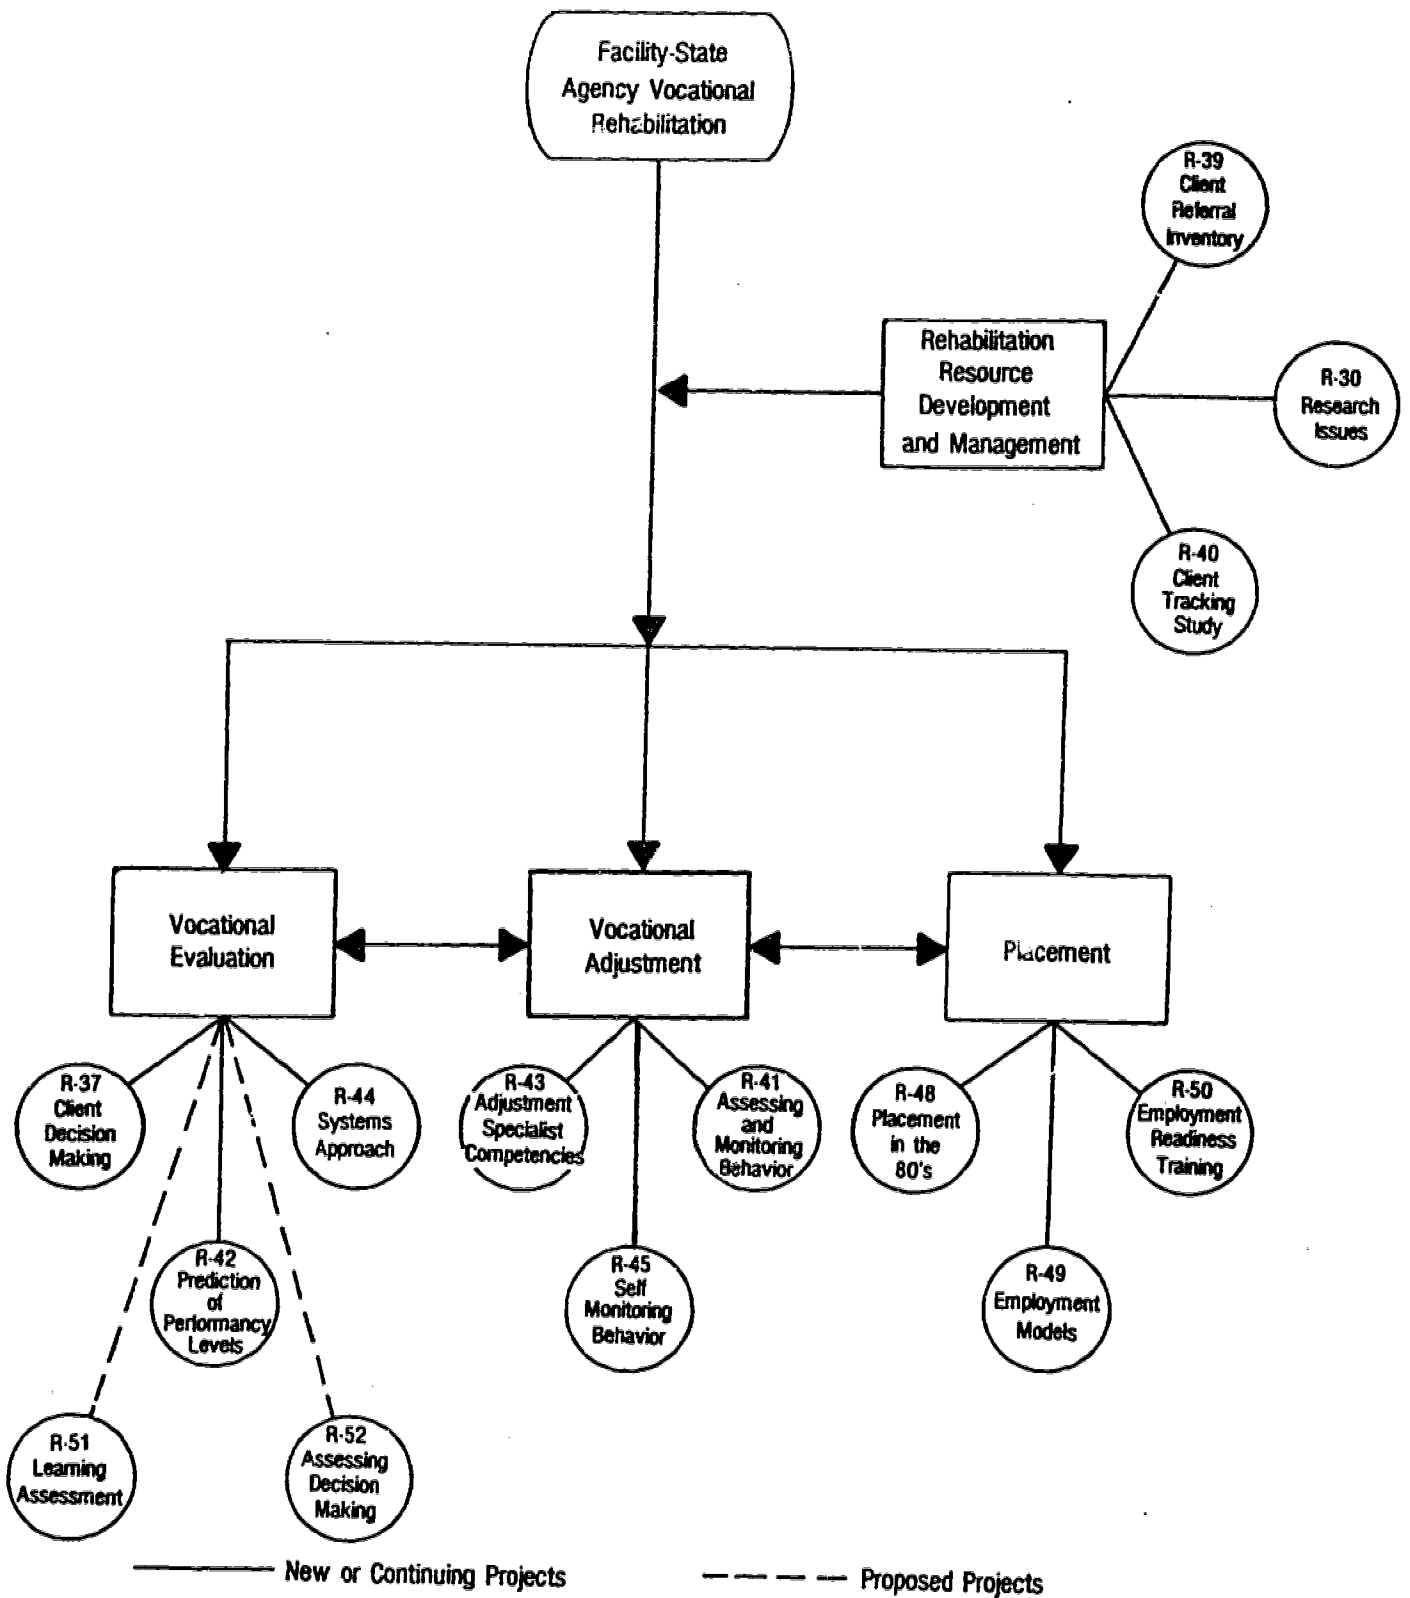 Facility-State
Agency Vocational
Rehabilitation
R-39
Client
Referral
Inventory
Rehabilitation
Resource
Development
and Management
R-30
Research
Issues
R-40
Client
Tracking
Study
Vocational
Evaluation
Vocational
Adjustment
Placement
R-37
Client
Decision
Making
R-44
Systems
Approach
R-43
Adjustment
Specialist
Competencies
R-41
Assessing
and
Monitoring
Behavior
R-48
Placement
in the
80's
R-50
Employment
Readiness
Training
R-42
Prediction
of
Performancy
Levels
R-45
Self
Monitoring
Behavior
R-49
Employment
Models
R-51
Learning
Assessment
R-52
Assessing
Decision
Making
New or Continuing Projects
Proposed Projects